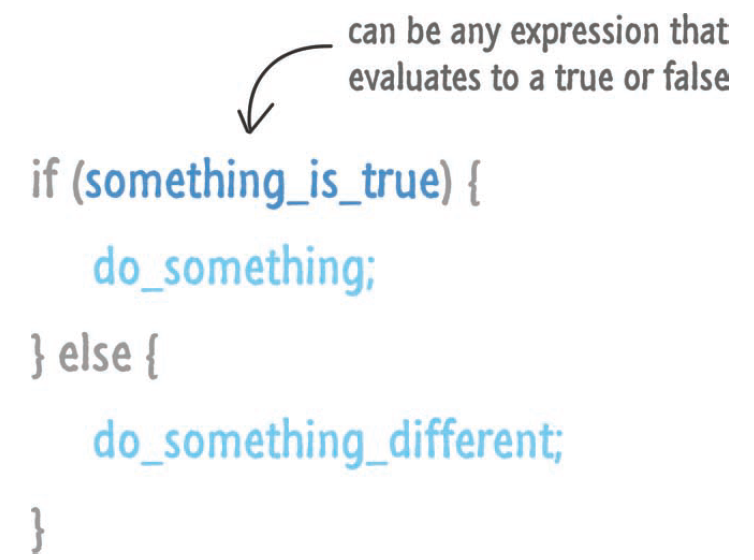 can be any expression that
evaluates to a true or false
if (something_is_true) {
do_something;
} else {
do_something_different;
}